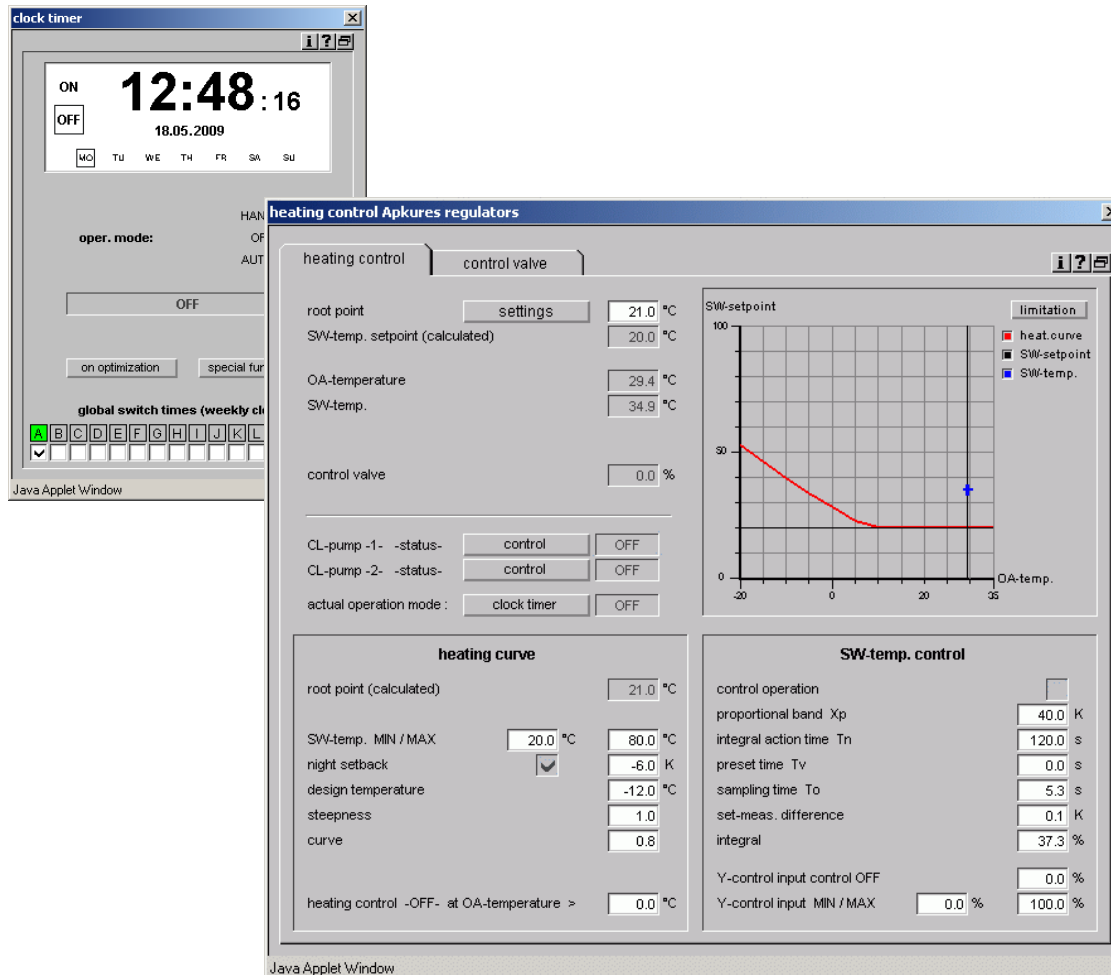 clock timer
i ?
ON
12:48 : 16
OFF
18.05.2009
MO TU WE TH FR SA SU
HAN
oper. mode:
OF
AUT
OFF
on optimization special fur
global switch times (weekly cl
A B C D E F G H I J K L
Java Applet Window
heating control Apkures regulators
heating control control valve
i ?
root point settings 21.0 °C
SW-temp. setpoint (calculated) 20.0 °C
OA-temperature 29.4 °C
SW-temp. 34.9 °C
control valve 0.0 %
CL-pump -1- -status- control OFF
CL-pump -2- -status- control OFF
actual operation mode : clock timer OFF
SW-setpoint
limitation
100
heat.curve
SW-setpoint
SW-temp.
50
0
OA-temp.
-20 0 20 35
heating curve
root point (calculated) 21.0 °C
SW-temp. MIN / MAX 20.0 °C 80.0 °C
night setback -6.0 K
design temperature -12.0 °C
steepness 1.0
curve 0.8
heating control -OFF- at OA-temperature > 0.0 °C
SW-temp. control
control operation
proportional band Xp 40.0 K
integral action time Tn 120.0 s
preset time Tv 0.0 s
sampling time To 5.3 s
set-meas. difference 0.1 K
integral 37.3 %
Y-control input control OFF 0.0 %
Y-control input MIN / MAX 0.0 % 100.0 %
Java Applet Window